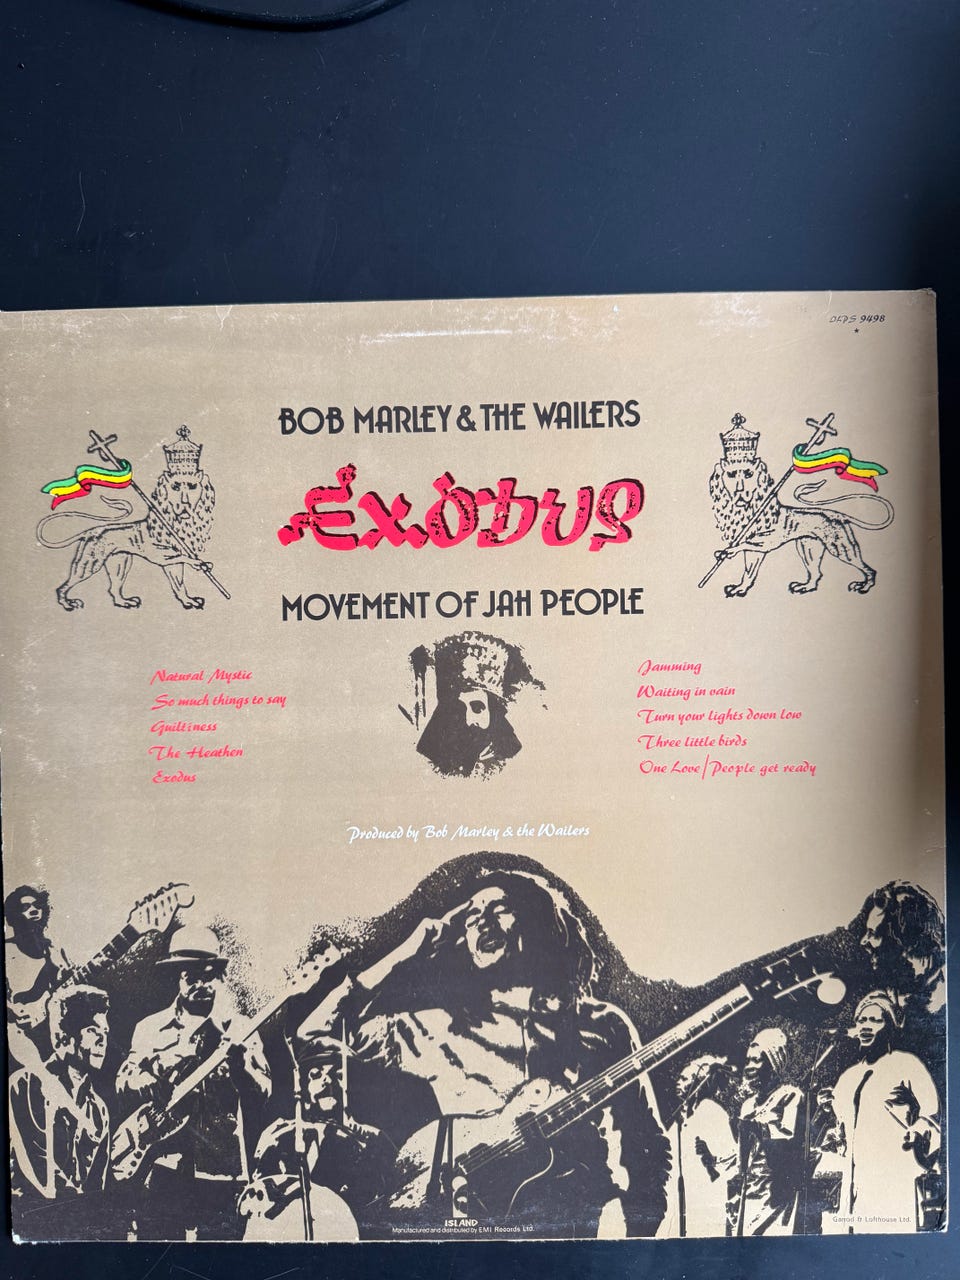 ILPS 9498
*
BOB MARLEY & THE WAILERS
EXODUS
MOVEMENT OF JAH PEOPLE
Natural Mystic
So much things to say
Guiltiness
The Heathen
Exodus
Jamming
Waiting in vain
Turn your lights down low
Three little birds
One Love/People get ready
Produced by Bob Marley & the Wailers
ISLAND
Manufactured and distributed by EMI Records Ltd.
Garrod & Lofthouse Ltd.